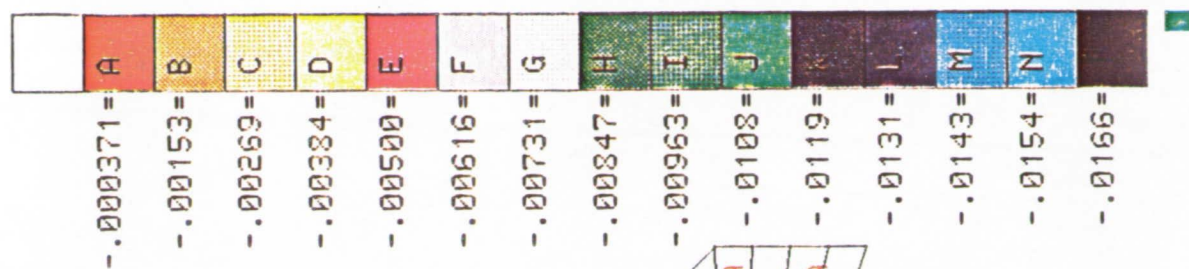 -.000371= A
-.00153= B
-.00269= C
-.00384= D
-.00500= E
-.00616= F
-.00731= G
-.00847= H
-.00963= I
-.0108= J
-.0119= K
-.0131= L
-.0143= M
-.0154= N
-.0166=